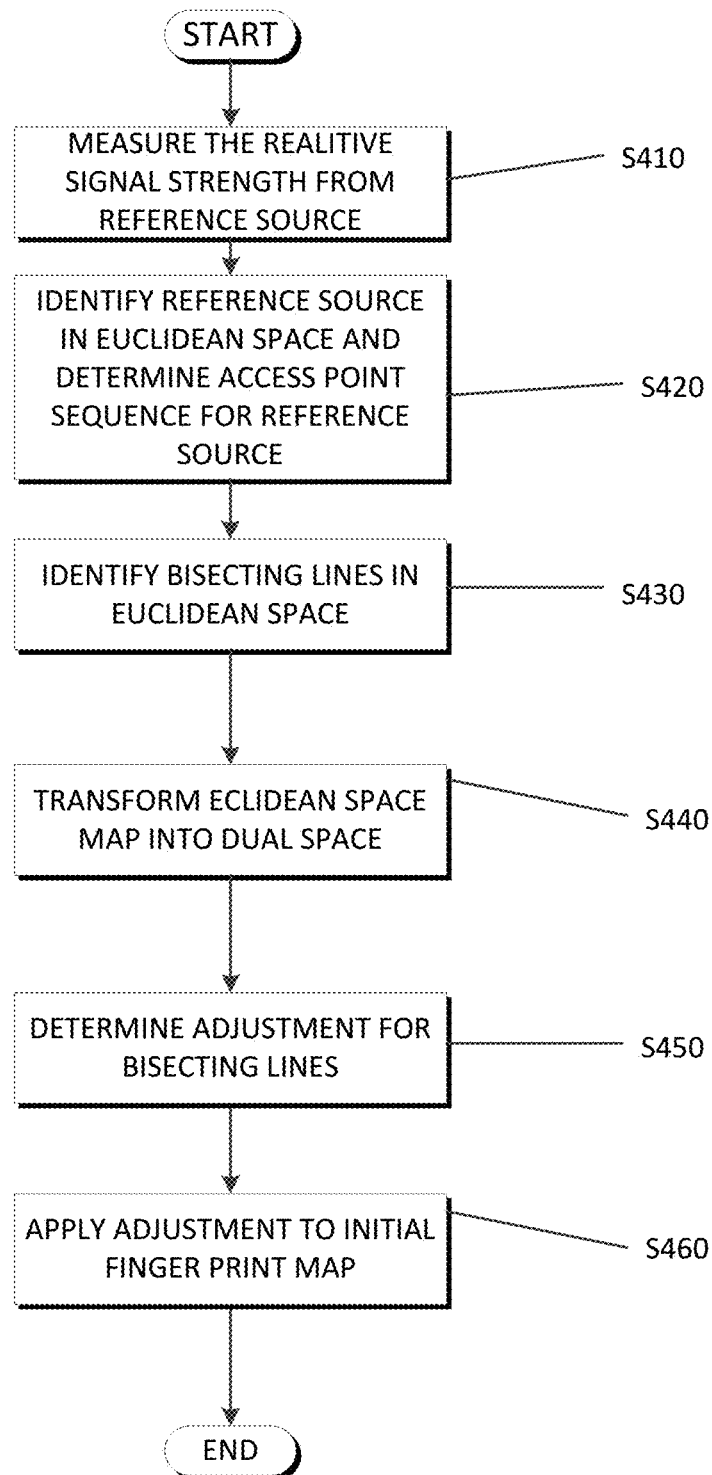 START
MEASURE THE REALITIVE
SIGNAL STRENGTH FROM
REFERENCE SOURCE
S410
IDENTIFY REFERENCE SOURCE
IN EUCLIDEAN SPACE AND
DETERMINE ACCESS POINT
SEQUENCE FOR REFERENCE
SOURCE
S420
IDENTIFY BISECTING LINES IN
EUCLIDEAN SPACE
S430
TRANSFORM ECLIDEAN SPACE
MAP INTO DUAL SPACE
S440
DETERMINE ADJUSTMENT FOR
BISECTING LINES
S450
APPLY ADJUSTMENT TO INITIAL
FINGER PRINT MAP
S460
END